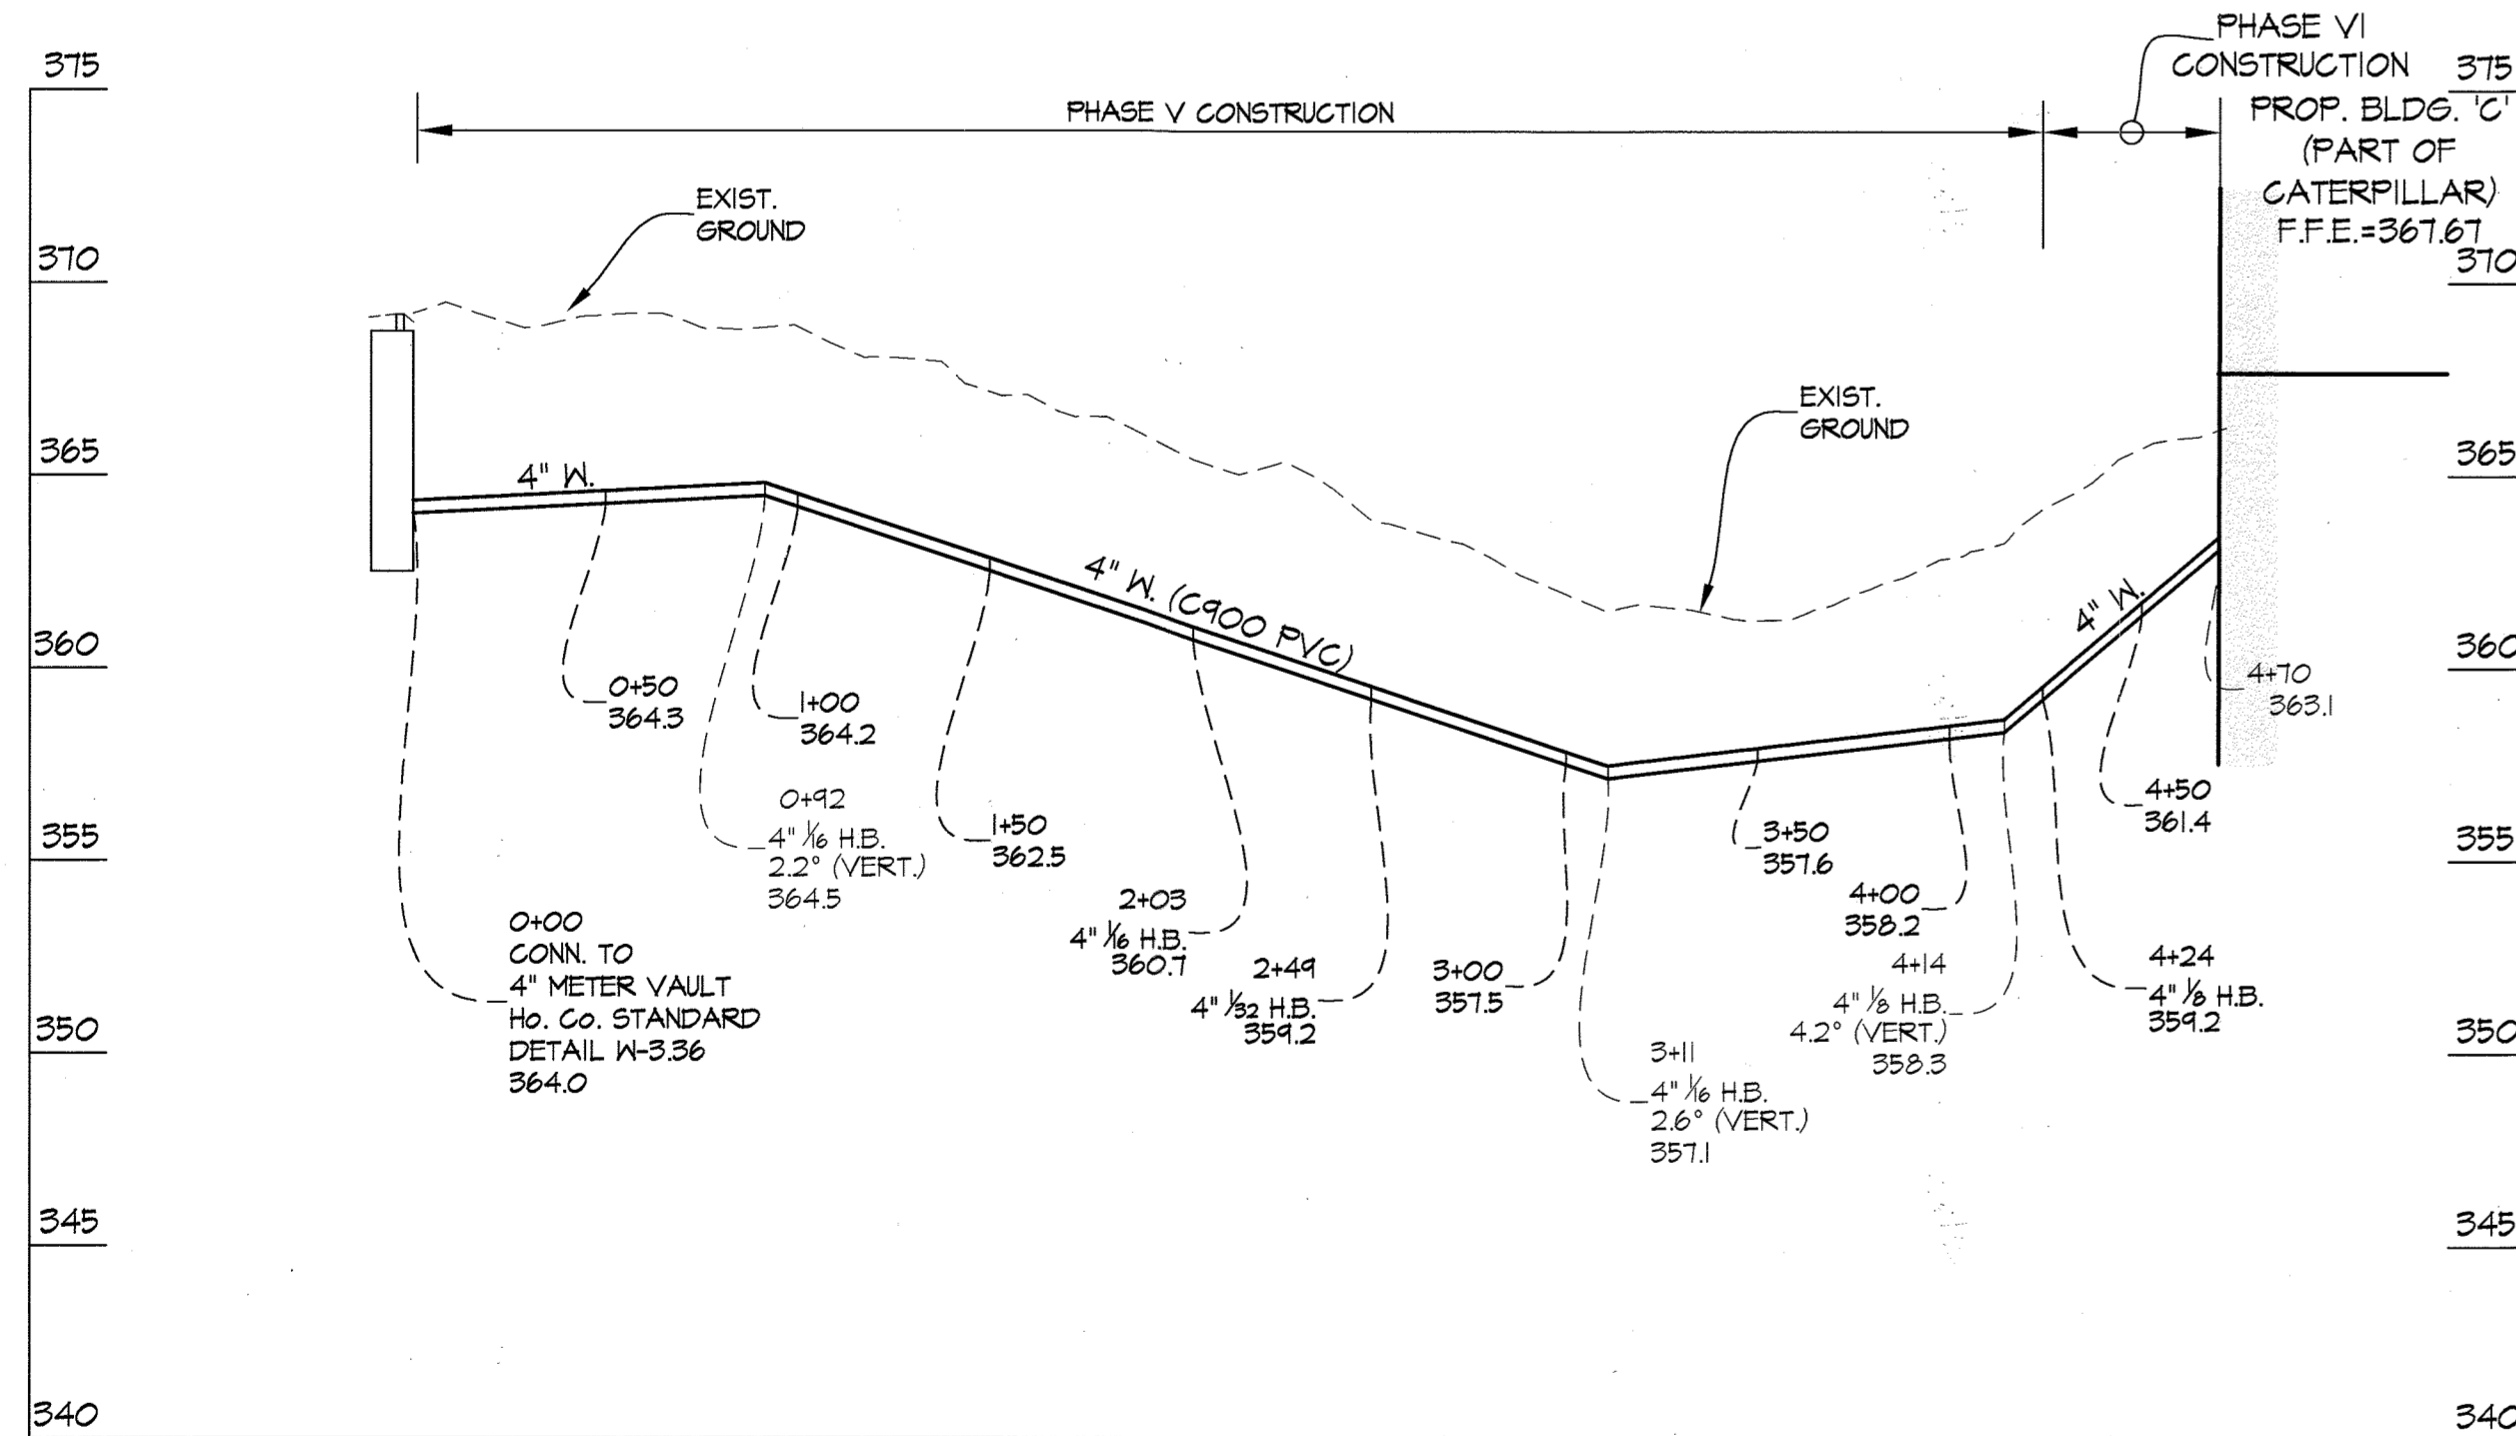 PHASE VI
CONSTRUCTION
PROP. BLDG. 'C'
(PART OF
CATERPILLAR)
F.F.E.=367.67
PHASE V CONSTRUCTION
375
370
365
360
355
350
345
340
375
370
365
360
355
350
345
340
EXIST.
GROUND
EXIST.
GROUND
4" W.
4" W. (C900 PVC)
4" W.
0+00
CONN. TO
4" METER VAULT
Ho. Co. STANDARD
DETAIL W-3.36
364.0
0+50
364.3
0+92
4" 1/16 H.B.
2.2° (VERT.)
364.5
1+00
364.2
1+50
362.5
2+03
4" 1/16 H.B.
360.7
2+49
4" 1/32 H.B.
359.2
3+00
357.5
3+11
4" 1/16 H.B.
2.6° (VERT.)
357.1
3+50
357.6
4+00
358.2
4+14
4" 1/8 H.B.
4.2° (VERT.)
358.3
4+24
4" 1/8 H.B.
359.2
4+50
361.4
4+70
363.1